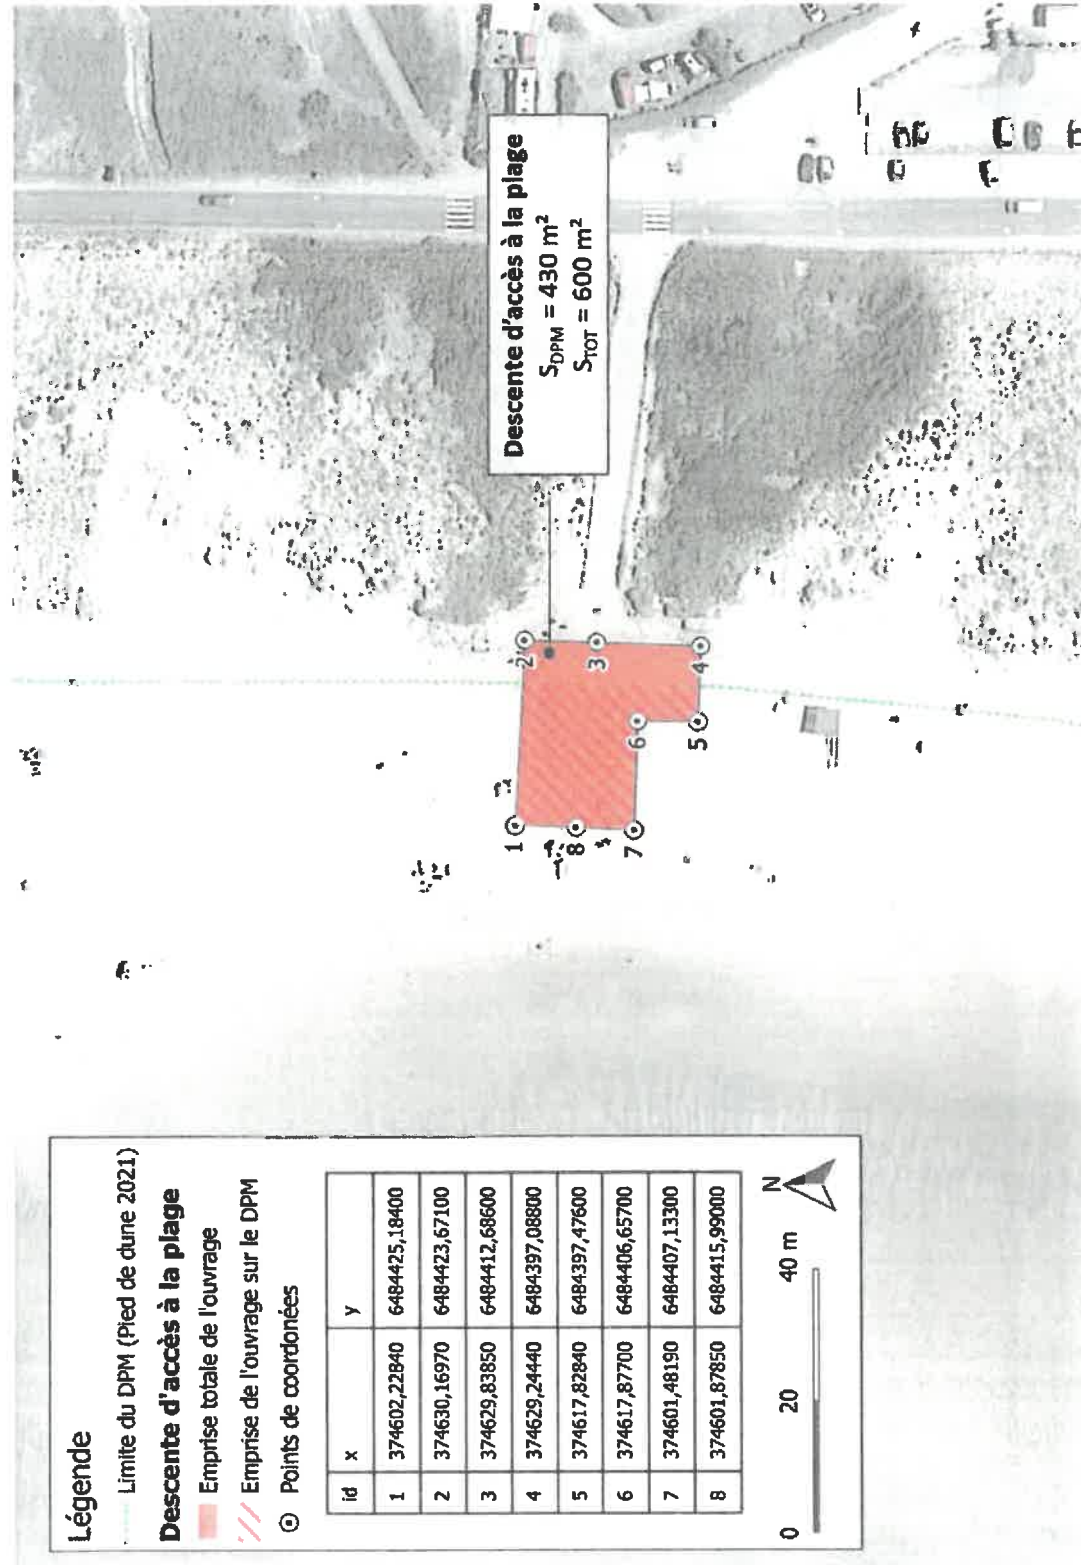 Légende
Limite du DPM (Pied de dune 2021)
Descente d'accès à la plage
Emprise totale de l'ouvrage
Emprise de l'ouvrage sur le DPM
Points de coordonées
id x y
1 374602,22840 6484425,18400
2 374630,16970 6484423,67100
3 374629,83850 6484412,68600
4 374629,24440 6484397,08800
5 374617,82840 6484397,47600
6 374617,87700 6484406,65700
7 374601,48190 6484407,13300
8 374601,87850 6484415,99000
0 20 40 m
N
Descente d'accès à la plage
SDPM = 430 m²
STOT = 600 m²
1
2
3
4
5
6
7
8